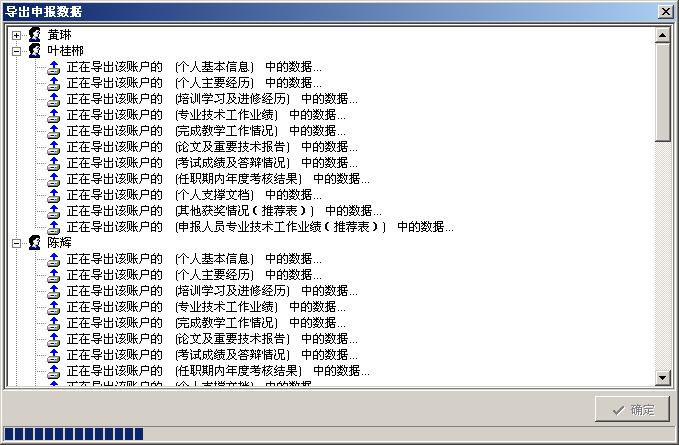 导出申报数据
黄琳
叶桂梆
正在导出该账户的 (个人基本信息) 中的数据...
正在导出该账户的 (个人主要经历) 中的数据...
正在导出该账户的 (培训学习及进修经历) 中的数据...
正在导出该账户的 (专业技术工作业绩) 中的数据...
正在导出该账户的 (完成教学工作情况) 中的数据...
正在导出该账户的 (论文及重要技术报告) 中的数据...
正在导出该账户的 (考试成绩及答辩情况) 中的数据...
正在导出该账户的 (任职期内年度考核结果) 中的数据...
正在导出该账户的 (个人支撑文档) 中的数据...
正在导出该账户的 (其他获奖情况（推荐表）) 中的数据...
正在导出该账户的 (申报人员专业技术工作业绩（推荐表）) 中的数据...
陈辉
正在导出该账户的 (个人基本信息) 中的数据...
正在导出该账户的 (个人主要经历) 中的数据...
正在导出该账户的 (培训学习及进修经历) 中的数据...
正在导出该账户的 (专业技术工作业绩) 中的数据...
正在导出该账户的 (完成教学工作情况) 中的数据...
正在导出该账户的 (论文及重要技术报告) 中的数据...
正在导出该账户的 (考试成绩及答辩情况) 中的数据...
正在导出该账户的 (任职期内年度考核结果) 中的数据...
正在导出该账户的 (个人支撑文档) 中的数据...
确定